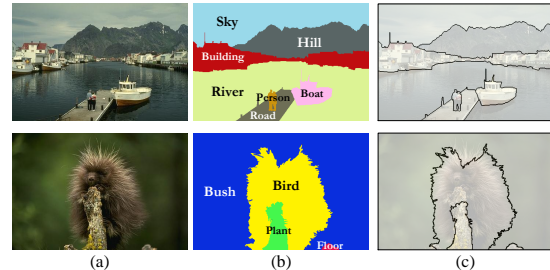 Sky
Hill
Building
River
Person
Boat
Road
Bush
Bird
Plant
Floor
(a)
(b)
(c)